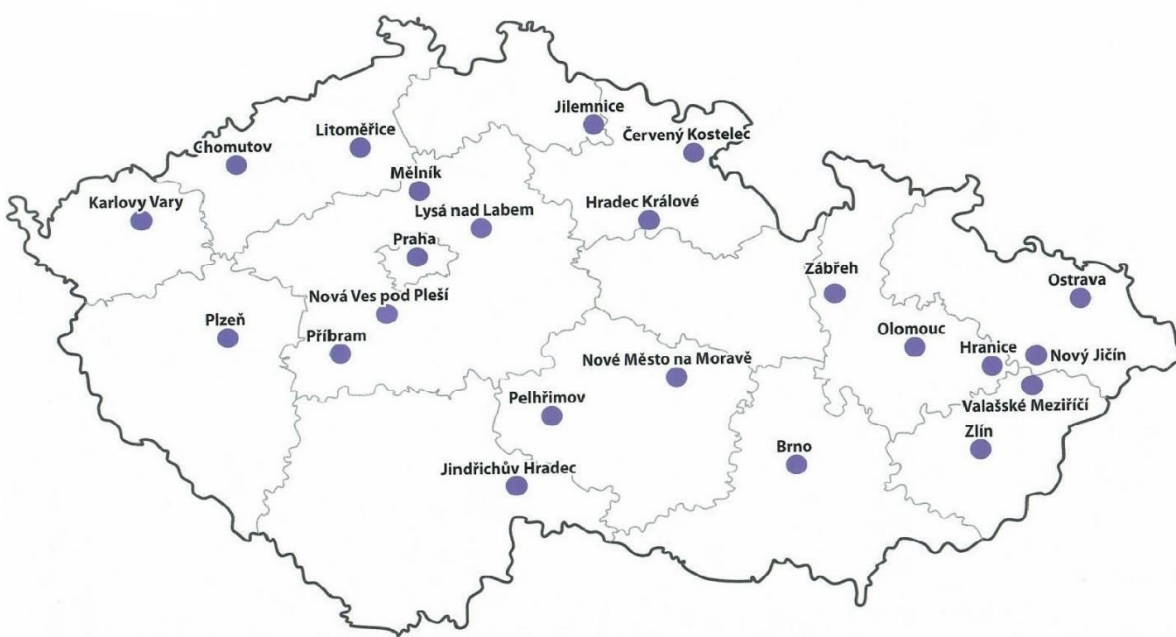 Jilemnice
Litoměřice
Červený Kostelec
Chomutov
Mělník
Karlovy Vary
Lysá nad Labem
Hradec Králové
Praha
Zábřeh
Ostrava
Nová Ves pod Pleší
Plzeň
Příbram
Olomouc
Hranice
Nový Jičín
Nové Město na Moravě
Pelhřimov
Valašské Meziříčí
Zlín
Brno
Jindřichův Hradec